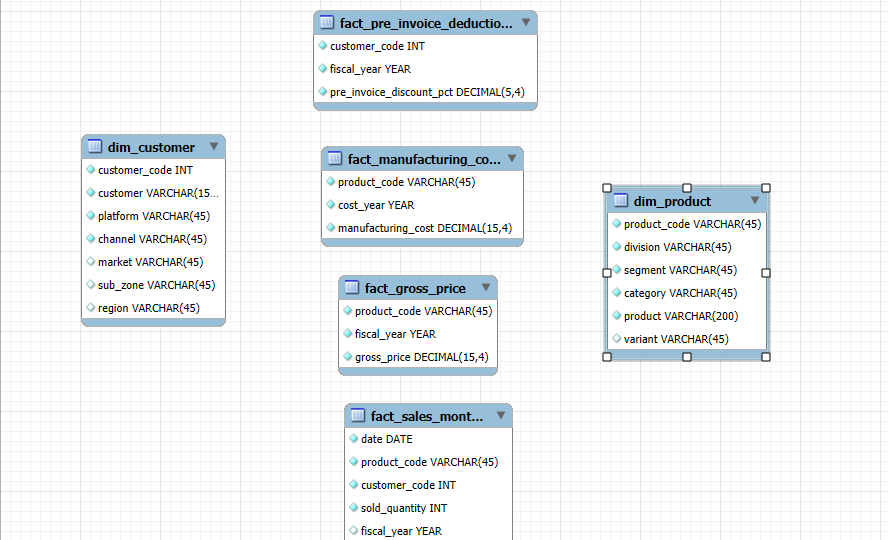 fact_pre_invoice_deductio...
customer_code INT
fiscal_year YEAR
pre_invoice_discount_pct DECIMAL(5,4)
dim_customer
customer_code INT
customer VARCHAR(15...
platform VARCHAR(45)
channel VARCHAR(45)
market VARCHAR(45)
sub_zone VARCHAR(45)
region VARCHAR(45)
fact_manufacturing_co...
product_code VARCHAR(45)
cost_year YEAR
manufacturing_cost DECIMAL(15,4)
fact_gross_price
product_code VARCHAR(45)
fiscal_year YEAR
gross_price DECIMAL(15,4)
fact_sales_mont...
date DATE
product_code VARCHAR(45)
customer_code INT
sold_quantity INT
fiscal_year YEAR
dim_product
product_code VARCHAR(45)
division VARCHAR(45)
segment VARCHAR(45)
category VARCHAR(45)
product VARCHAR(200)
variant VARCHAR(45)